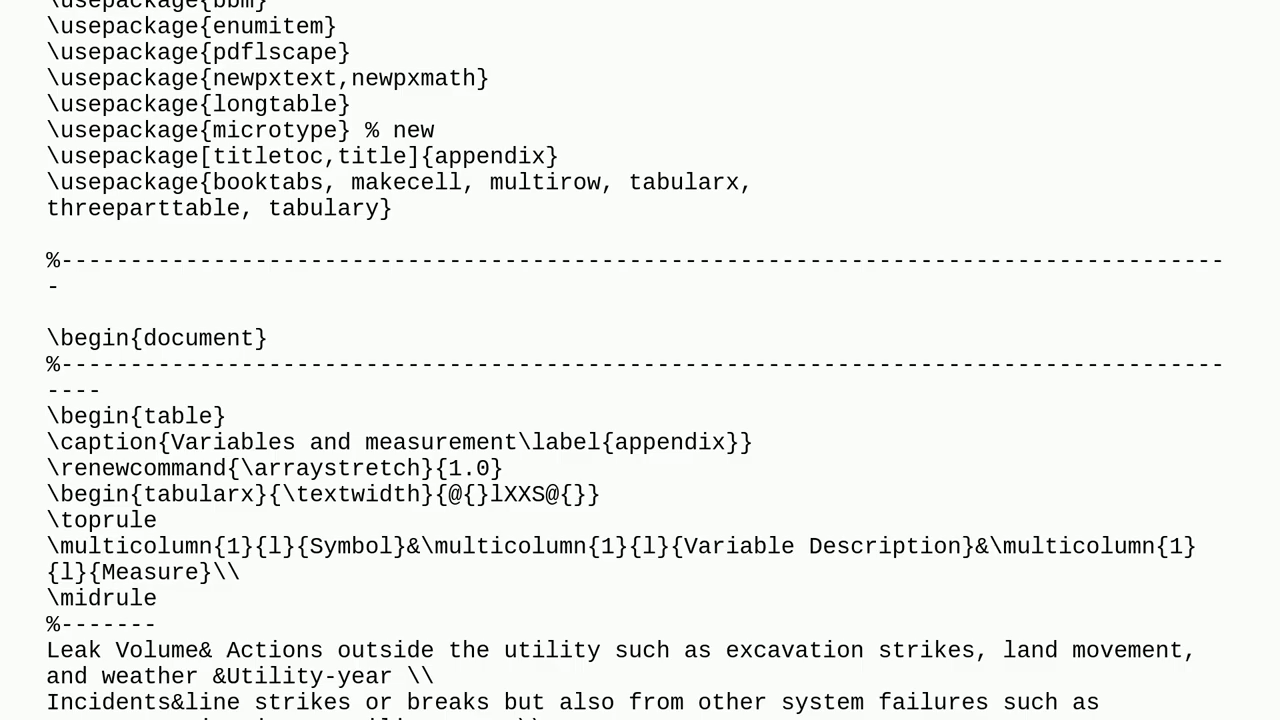 \usepackage{bbm}
\usepackage{enumitem}
\usepackage{pdflscape}
\usepackage{newpxtext,newpxmath}
\usepackage{longtable}
\usepackage{microtype} % new
\usepackage[titletoc,title]{appendix}
\usepackage{booktabs, makecell, multirow, tabularx,
threeparttable, tabulary}
%------------------------------------------------------------------------------------
-
\begin{document}
%------------------------------------------------------------------------------------
----
\begin{table}
\caption{Variables and measurement\label{appendix}}
\renewcommand{\arraystretch}{1.0}
\begin{tabularx}{\textwidth}{@{}lXXS@{}}
\toprule
\multicolumn{1}{l}{Symbol}&\multicolumn{1}{l}{Variable Description}&\multicolumn{1}
{l}{Measure}\\
\midrule
%-------
Leak Volume& Actions outside the utility such as excavation strikes, land movement,
and weather &Utility-year \\
Incidents&line strikes or breaks but also from other system failures such as